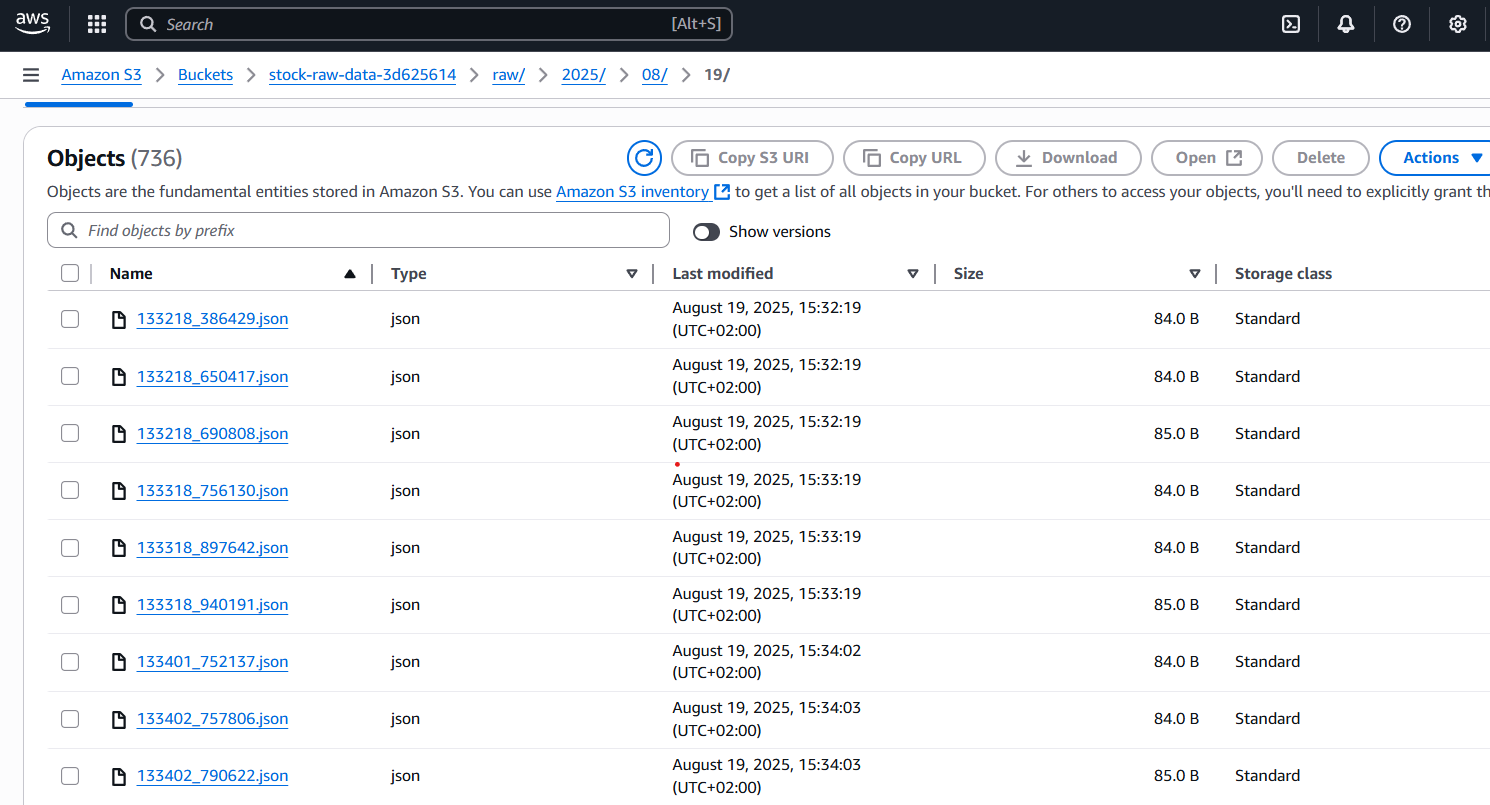 aws
Search [Alt+S]
Amazon S3 > Buckets > stock-raw-data-3d625614 > raw/ > 2025/ > 08/ > 19/
Objects (736) Copy S3 URI Copy URL Download Open Delete Actions
Objects are the fundamental entities stored in Amazon S3. You can use Amazon S3 inventory to get a list of all objects in your bucket. For others to access your objects, you'll need to explicitly grant th
Find objects by prefix Show versions
Name Type Last modified Size Storage class
133218_386429.json json August 19, 2025, 15:32:19 (UTC+02:00) 84.0 B Standard
133218_650417.json json August 19, 2025, 15:32:19 (UTC+02:00) 84.0 B Standard
133218_690808.json json August 19, 2025, 15:32:19 (UTC+02:00) 85.0 B Standard
133318_756130.json json August 19, 2025, 15:33:19 (UTC+02:00) 84.0 B Standard
133318_897642.json json August 19, 2025, 15:33:19 (UTC+02:00) 84.0 B Standard
133318_940191.json json August 19, 2025, 15:33:19 (UTC+02:00) 85.0 B Standard
133401_752137.json json August 19, 2025, 15:34:02 (UTC+02:00) 84.0 B Standard
133402_757806.json json August 19, 2025, 15:34:03 (UTC+02:00) 84.0 B Standard
133402_790622.json json August 19, 2025, 15:34:03 (UTC+02:00) 85.0 B Standard